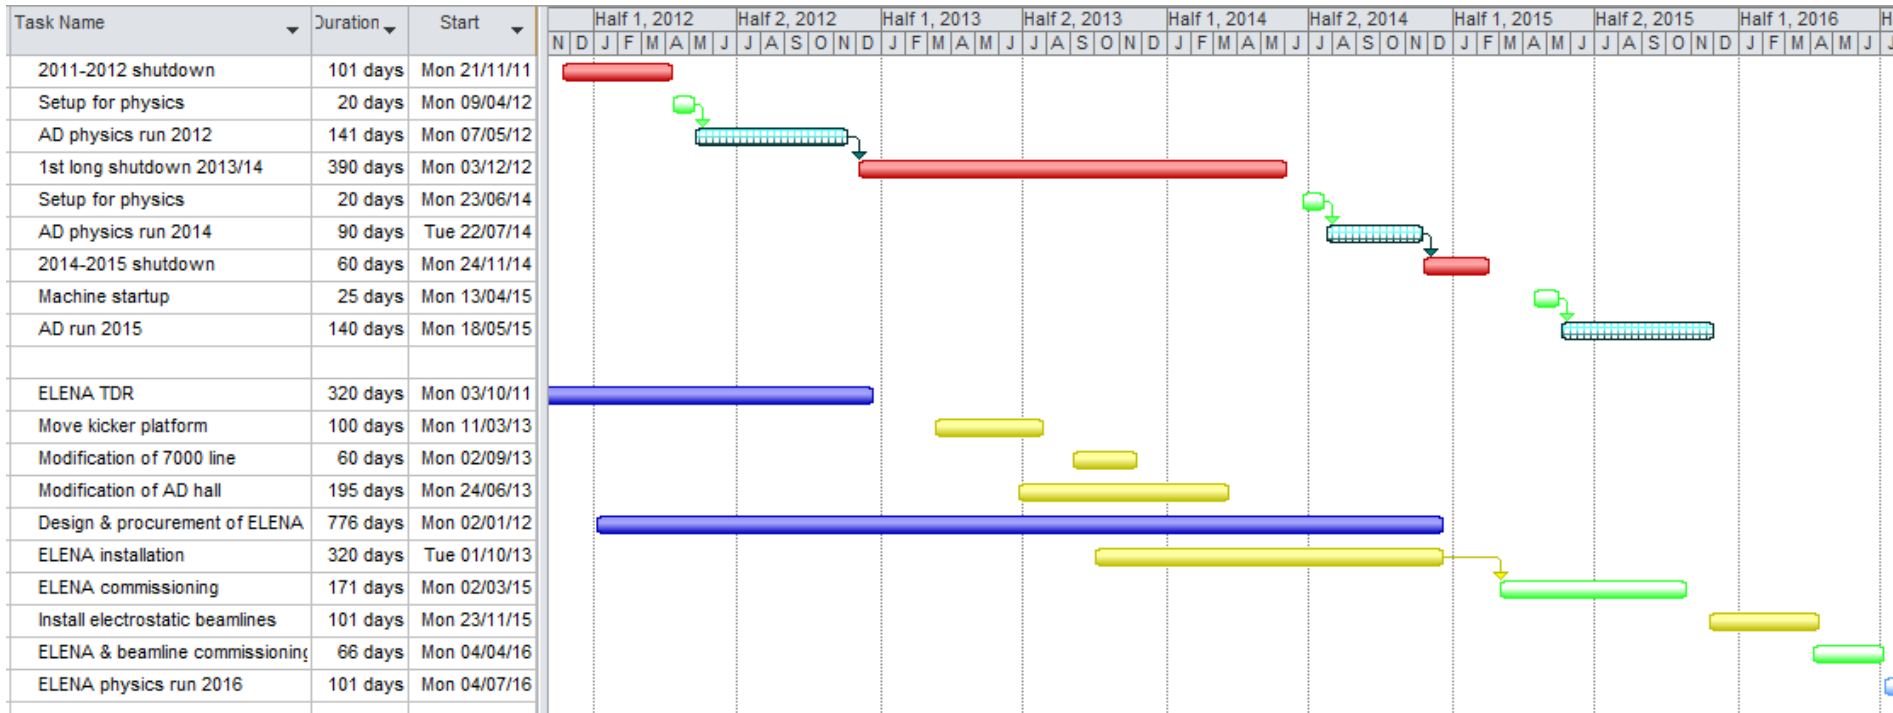 Task Name Duration Start Half 1, 2012 Half 2, 2012 Half 1, 2013 Half 2, 2013 Half 1, 2014 Half 2, 2014 Half 1, 2015 Half 2, 2015 Half 1, 2016 H
N D J F M A M J J A S O N D J F M A M J J A S O N D J F M A M J J A S O N D J F M A M J J A S O N D J F M A M J J
2011-2012 shutdown 101 days Mon 21/11/11
Setup for physics 20 days Mon 09/04/12
AD physics run 2012 141 days Mon 07/05/12
1st long shutdown 2013/14 390 days Mon 03/12/12
Setup for physics 20 days Mon 23/06/14
AD physics run 2014 90 days Tue 22/07/14
2014-2015 shutdown 60 days Mon 24/11/14
Machine startup 25 days Mon 13/04/15
AD run 2015 140 days Mon 18/05/15
ELENA TDR 320 days Mon 03/10/11
Move kicker platform 100 days Mon 11/03/13
Modification of 7000 line 60 days Mon 02/09/13
Modification of AD hall 195 days Mon 24/06/13
Design & procurement of ELENA 776 days Mon 02/01/12
ELENA installation 320 days Tue 01/10/13
ELENA commissioning 171 days Mon 02/03/15
Install electrostatic beamlines 101 days Mon 23/11/15
ELENA & beamline commissioning 66 days Mon 04/04/16
ELENA physics run 2016 101 days Mon 04/07/16